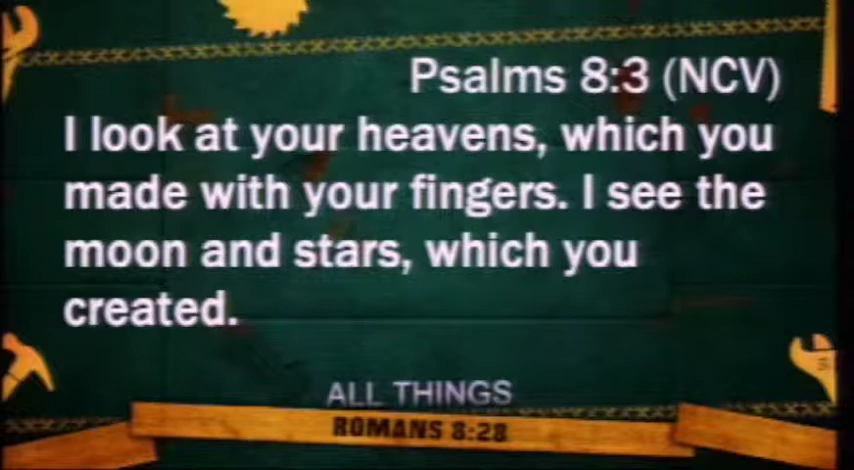 Psalms 8:3 (NCV)
I look at your heavens, which you
made with your fingers. I see the
moon and stars, which you
created.
ALL THINGS
ROMANS 8:28